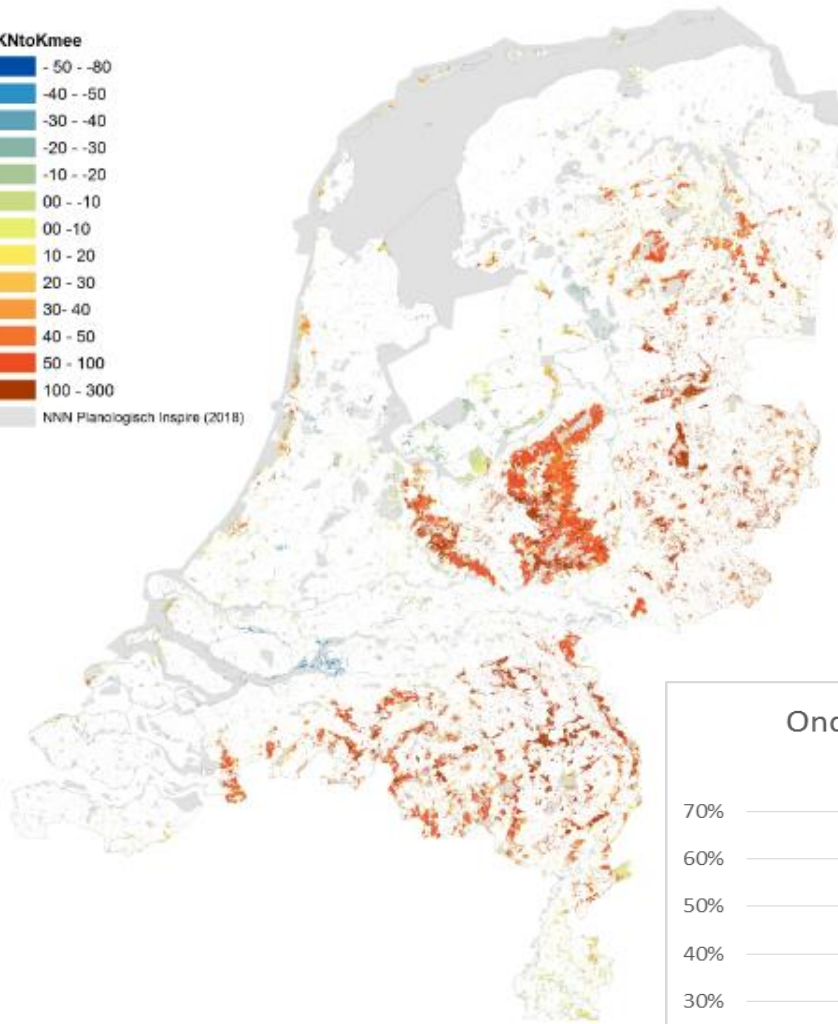 KNtoKmee
- 50 - -80
-40 - -50
-30 - -40
-20 - -30
-10 - -20
00 - -10
00 -10
10 - 20
20 - 30
30- 40
40 - 50
50 - 100
100 - 300
NNN Planologisch Inspire (2018)
Ond
70%
60%
50%
40%
30%